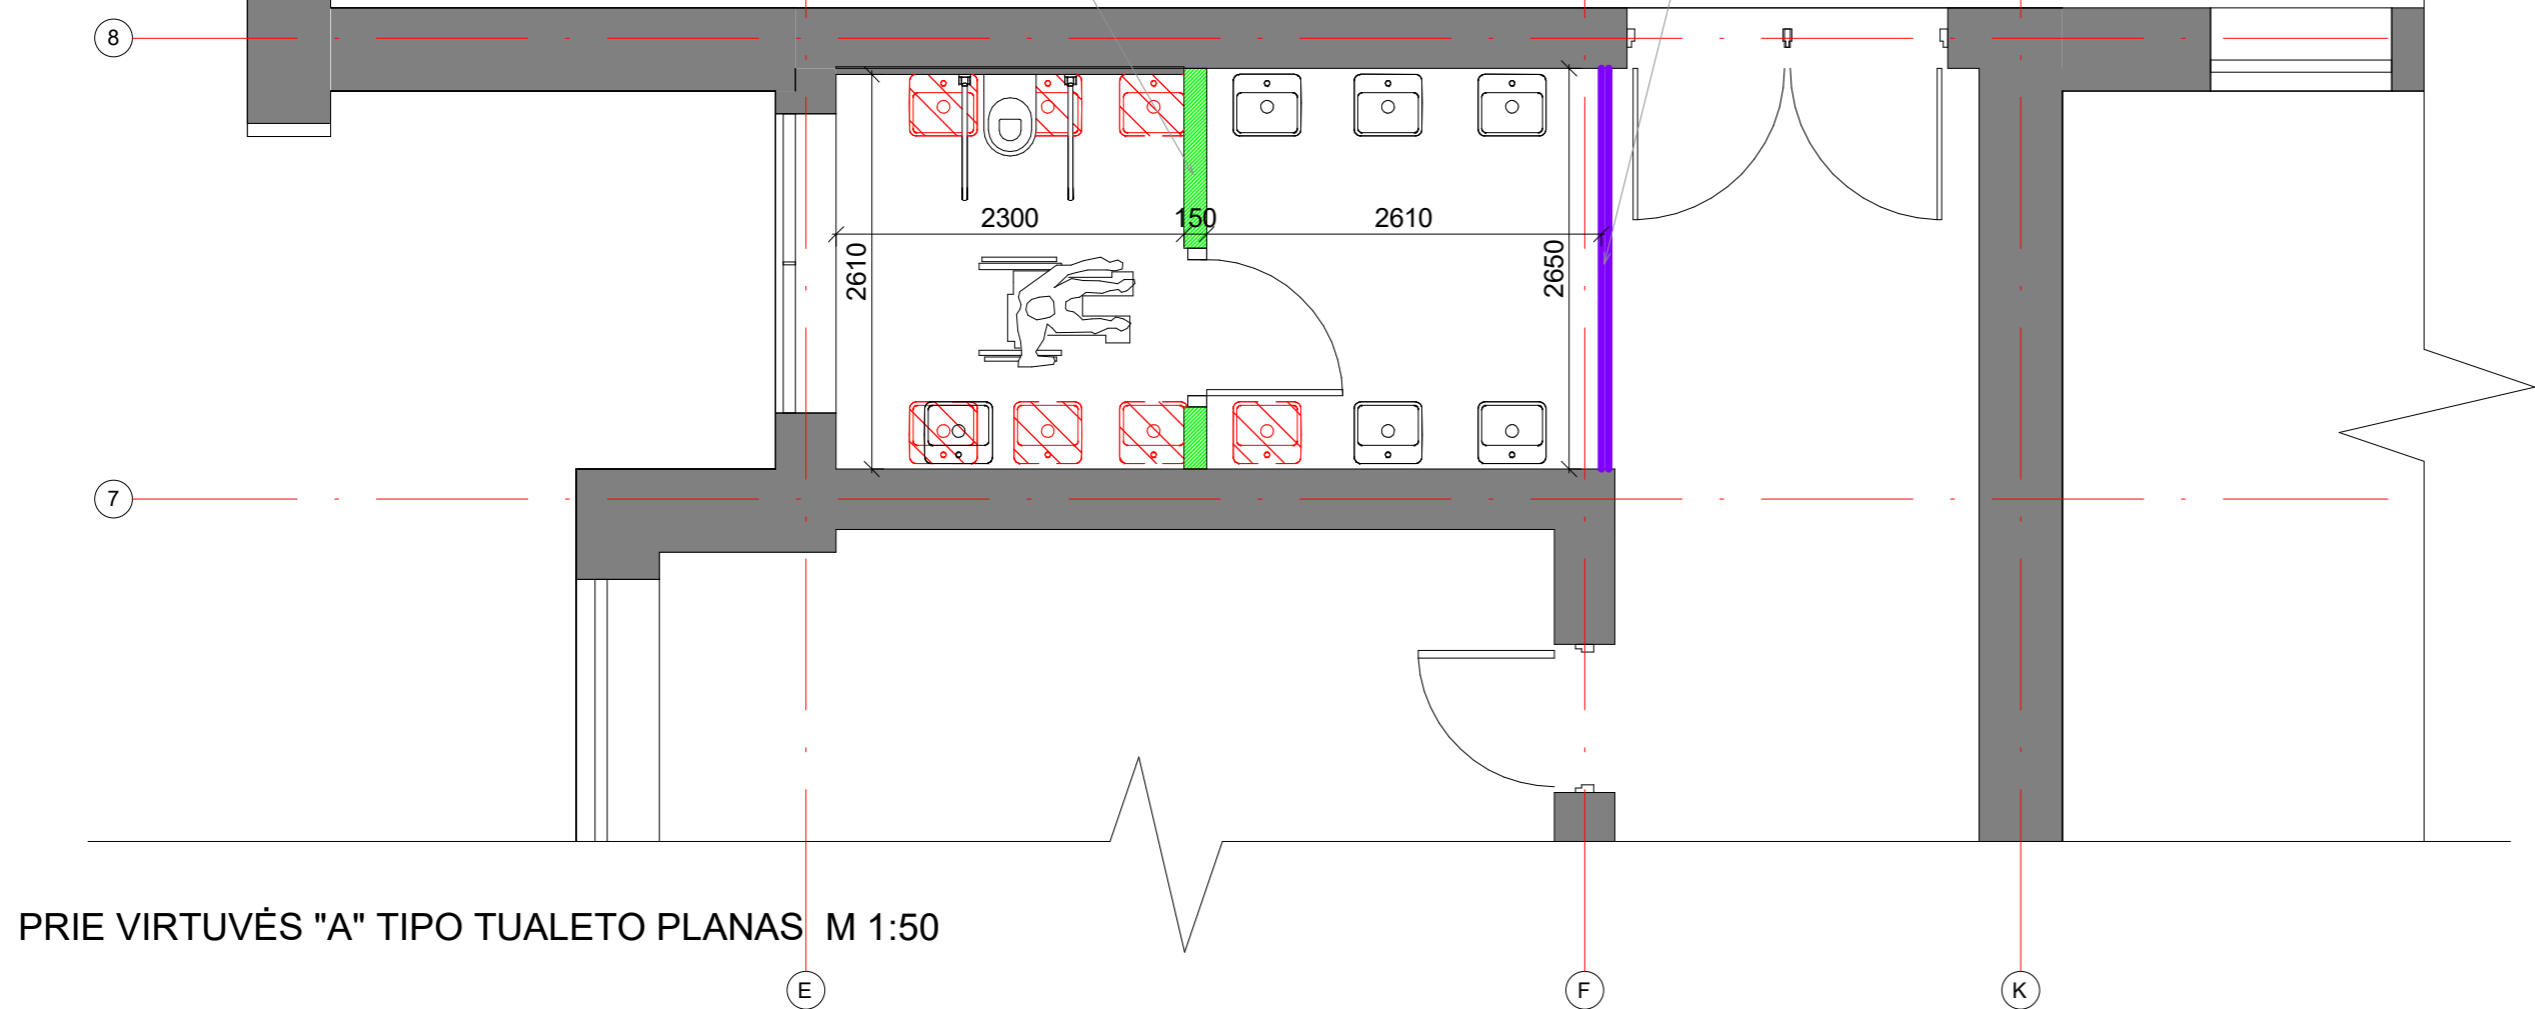 8
2300 150 2610
2610
2650
7
PRIE VIRTUVĖS "A" TIPO TUALETO PLANAS M 1:50
E F K